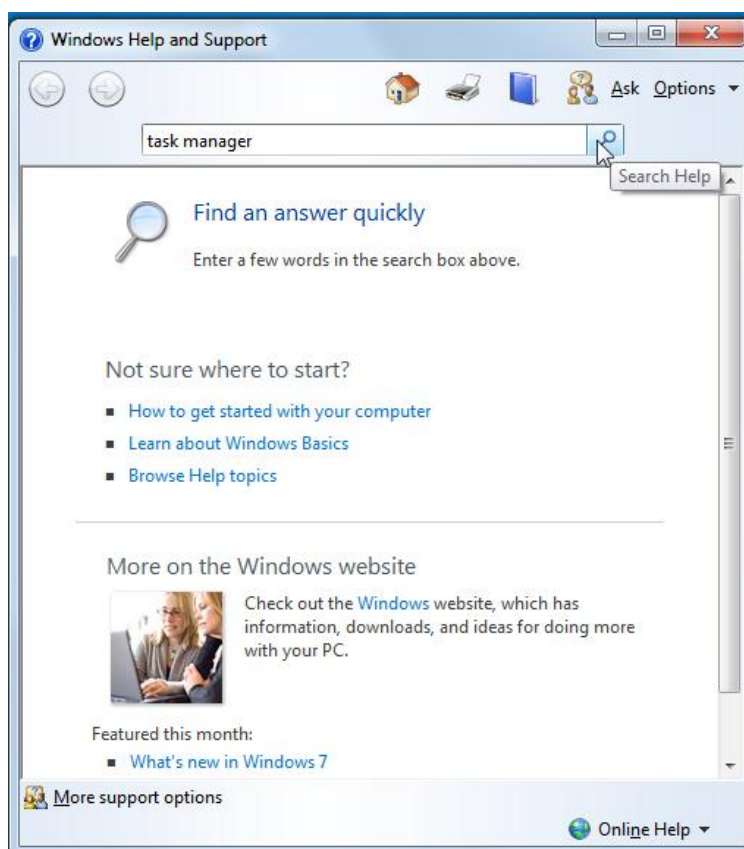 Windows Help and Support
Ask Options
task manager
Search Help
Find an answer quickly
Enter a few words in the search box above.
Not sure where to start?
How to get started with your computer
Learn about Windows Basics
Browse Help topics
More on the Windows website
Check out the Windows website, which has
information, downloads, and ideas for doing more
with your PC.
Featured this month:
What's new in Windows 7
More support options
Online Help